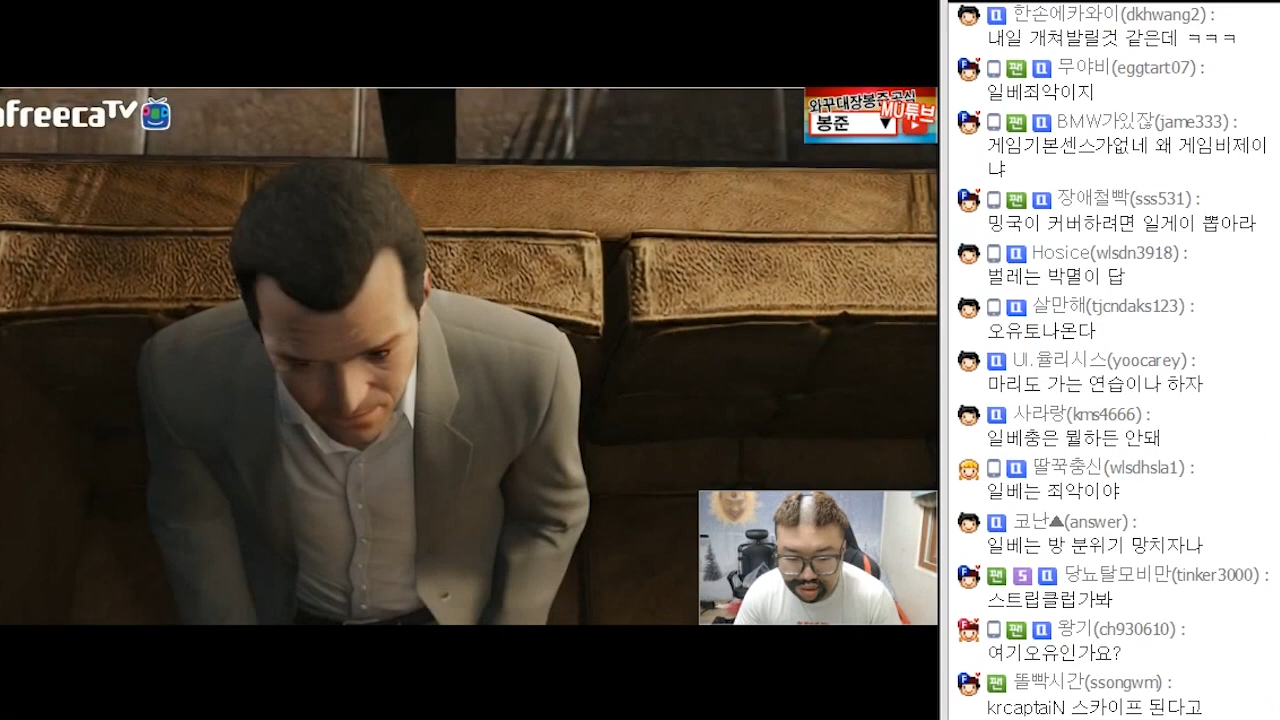 afreecaTV
와꾸대장봉준공식
MU튜브
봉준
한손에카와이(dkhwang2) :
내일 개쳐발릴것 같은데 ㅋㅋㅋ
무야비(eggtart07) :
일베죄악이지
BMW가있잖(jame333) :
게임기본센스가없네 왜 게임비제이
냐
장애철빡(sss531) :
밍국이 커버하려면 일게이 뽑아라
Hosice(wlsdn3918) :
벌레는 박멸이 답
살만해(tjcndaks123) :
오유토나온다
UI.율리시스(yoocarey) :
마리도 가는 연습이나 하자
사라랑(kms4666) :
일베충은 뭘하든 안돼
딸꾹충신(wlsdhsla1) :
일베는 죄악이야
코난▲(answer) :
일베는 방 분위기 망치자나
당뇨탈모비만(tinker3000) :
스트립클럽가봐
왕기(ch930610) :
여기오유인가요?
똘빡시간(ssongwm) :
krcaptaiN 스카이프 된다고